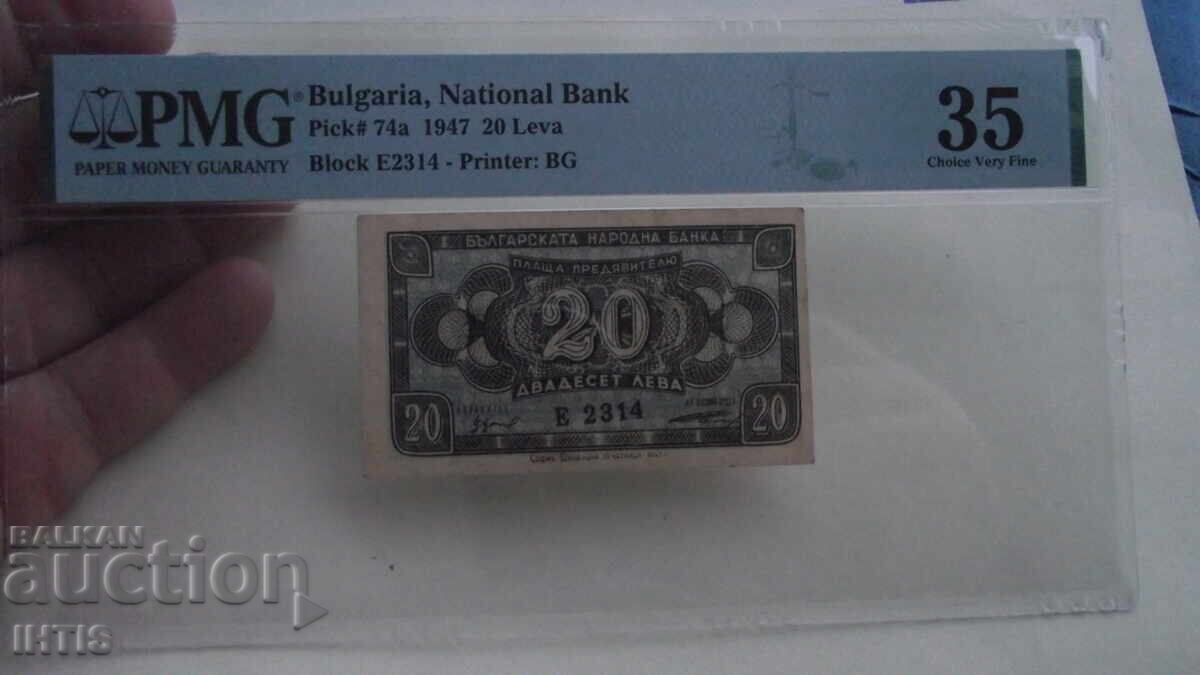 PMG
PAPER MONEY GUARANTY
Bulgaria, National Bank
Pick# 74a 1947 20 Leva
Block E2314 - Printer: BG
35
Choice Very Fine
БЪЛГАРСКАТА НАРОДНА БАНКА
ПЛАЩА ПРЕДЯВИТЕЛЮ
20
ДВАДЕСЕТ ЛЕВА
20 E 2314 20
BALKAN
auction
IHTIS